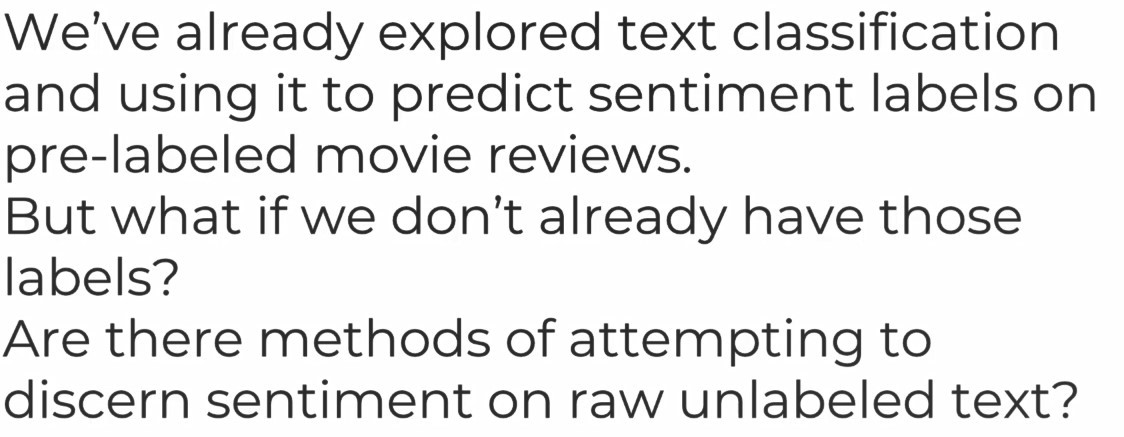 We’ve already explored text classification
and using it to predict sentiment labels on
pre-labeled movie reviews.
But what if we don’t already have those
labels?
Are there methods of attempting to
discern sentiment on raw unlabeled text?